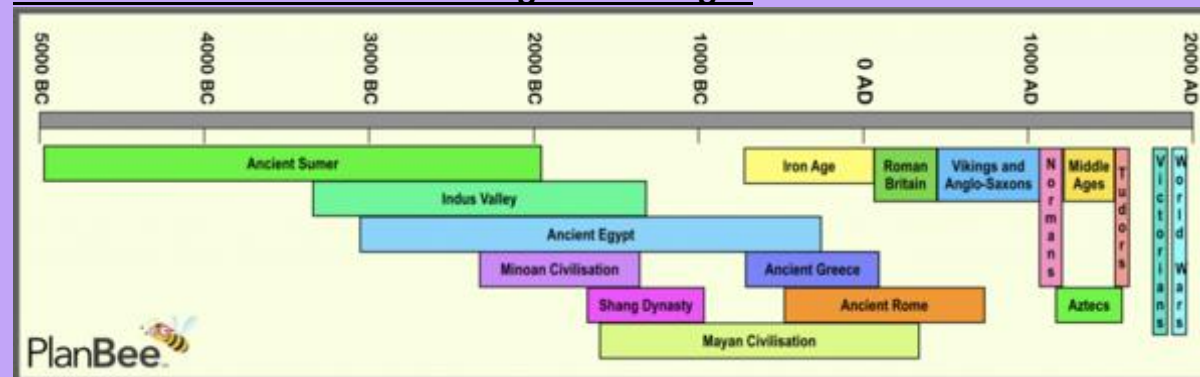 5000 BC
4000 BC
3000 BC
2000 BC
1000 BC
0 AD
1000 AD
2000 AD
Ancient Sumer
Iron Age
Roman
Britain
Vikings and
Anglo-Saxons
Normans
Middle
Ages
Tudors
Victorians
World Wars
Indus Valley
Ancient Egypt
Minoan Civilisation
Ancient Greece
Shang Dynasty
Ancient Rome
Aztecs
Mayan Civilisation
PlanBee